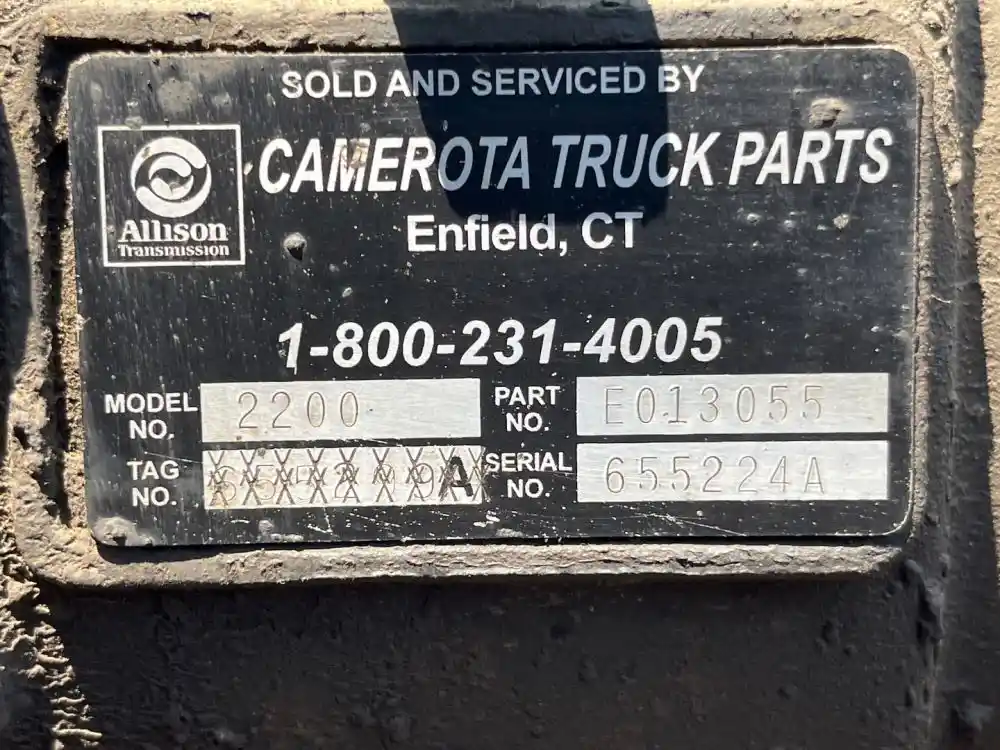 SOLD AND SERVICED BY
Allison
Transmission
CAMEROTA TRUCK PARTS
Enfield, CT
1-800-231-4005
MODEL NO. 2200
PART NO. E013055
TAG NO. A
SERIAL NO. 655224A